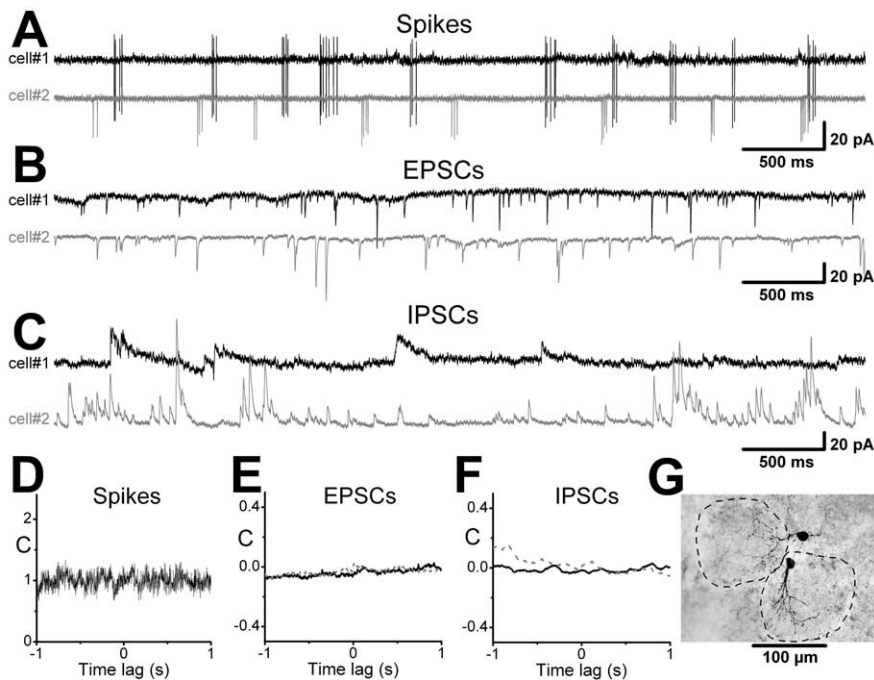 A
Spikes
cell#1
cell#2
20 pA
500 ms
B
EPSCs
cell#1
cell#2
20 pA
500 ms
C
IPSCs
cell#1
cell#2
20 pA
500 ms
D E F G
Spikes EPSCs IPSCs
2
C
1
0
-1 0 1
Time lag (s)
0.4
C
0.0
-0.4
-1 0 1
Time lag (s)
0.4
C
0.0
-0.4
-1 0 1
Time lag (s)
100 µm